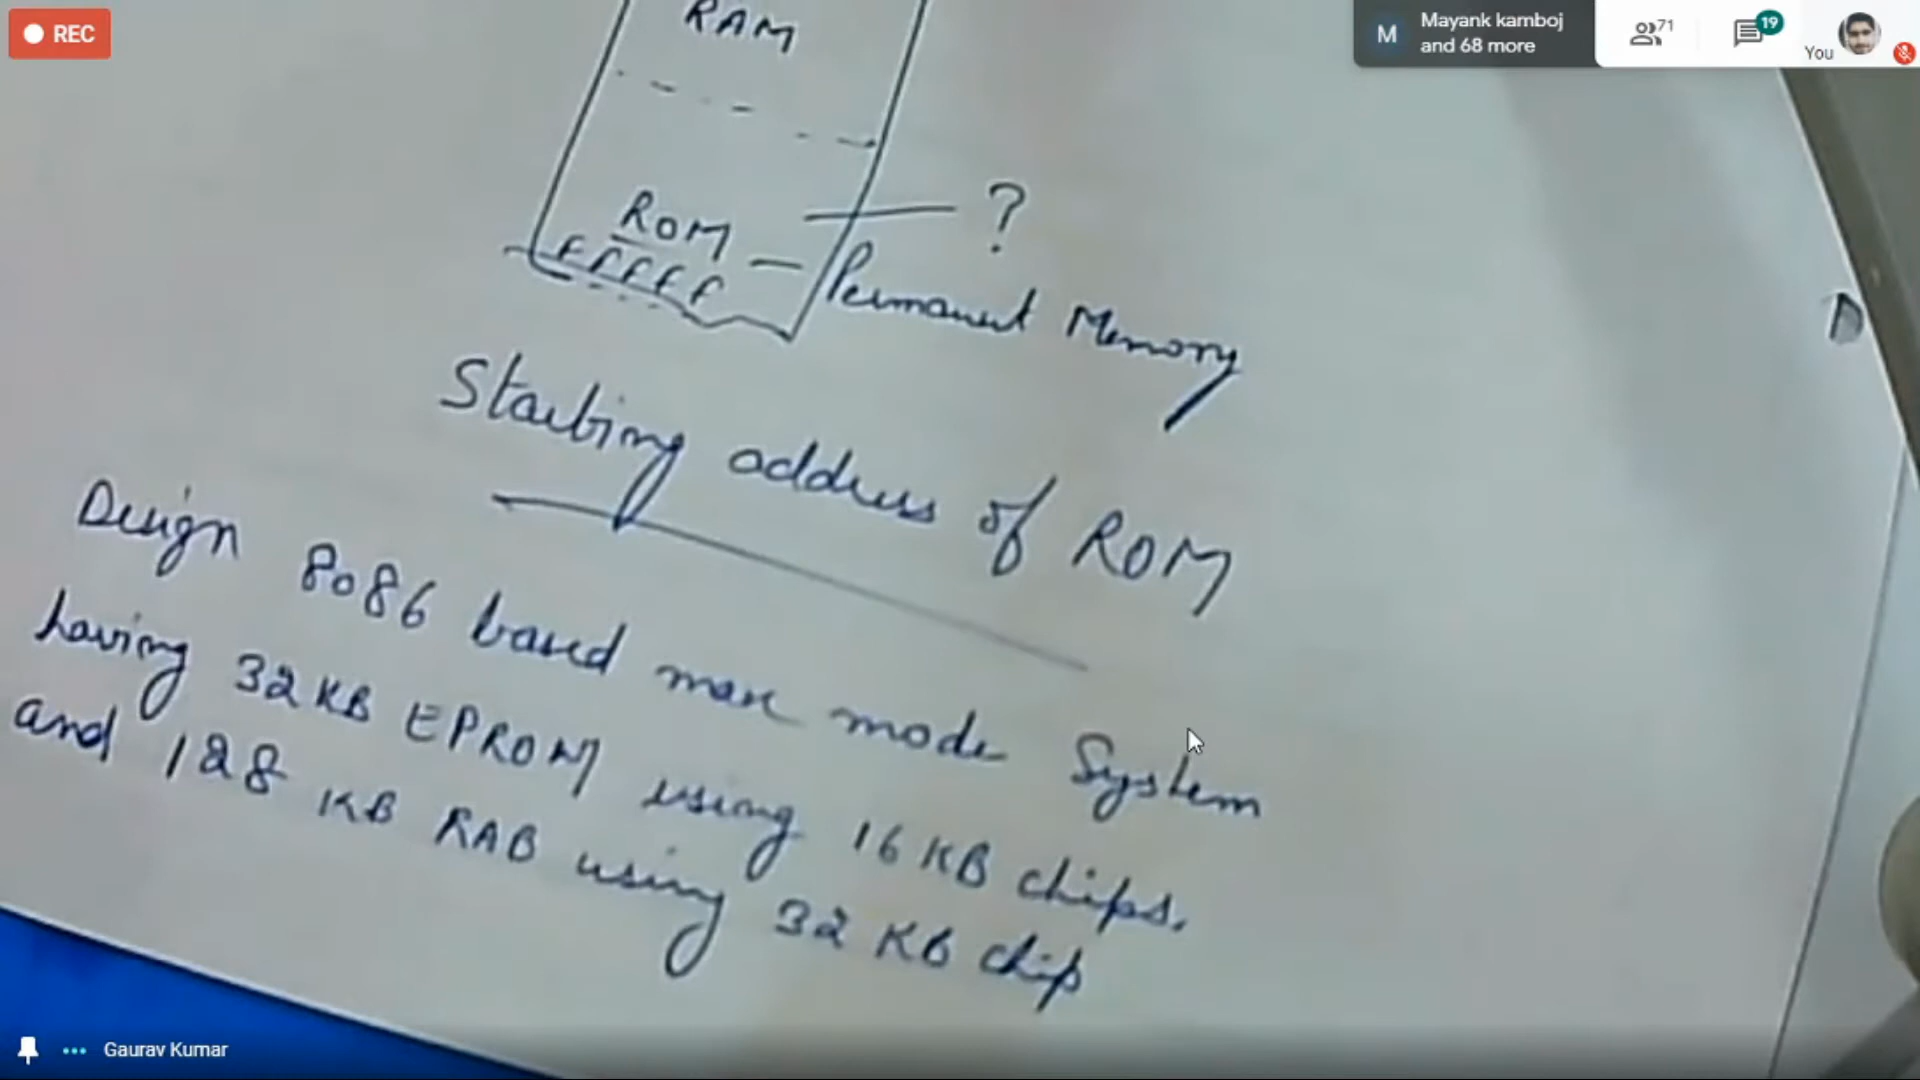 REC
Mayank kamboj
and 68 more
M
71
19
You
RAM
ROM
?
FFFFF
Permanent Memory
Starting address of ROM
Design 8086 based max mode System
having 32 KB EPROM using 16 KB chips.
and 128 KB RAB using 32 KB chip
D
Gaurav Kumar